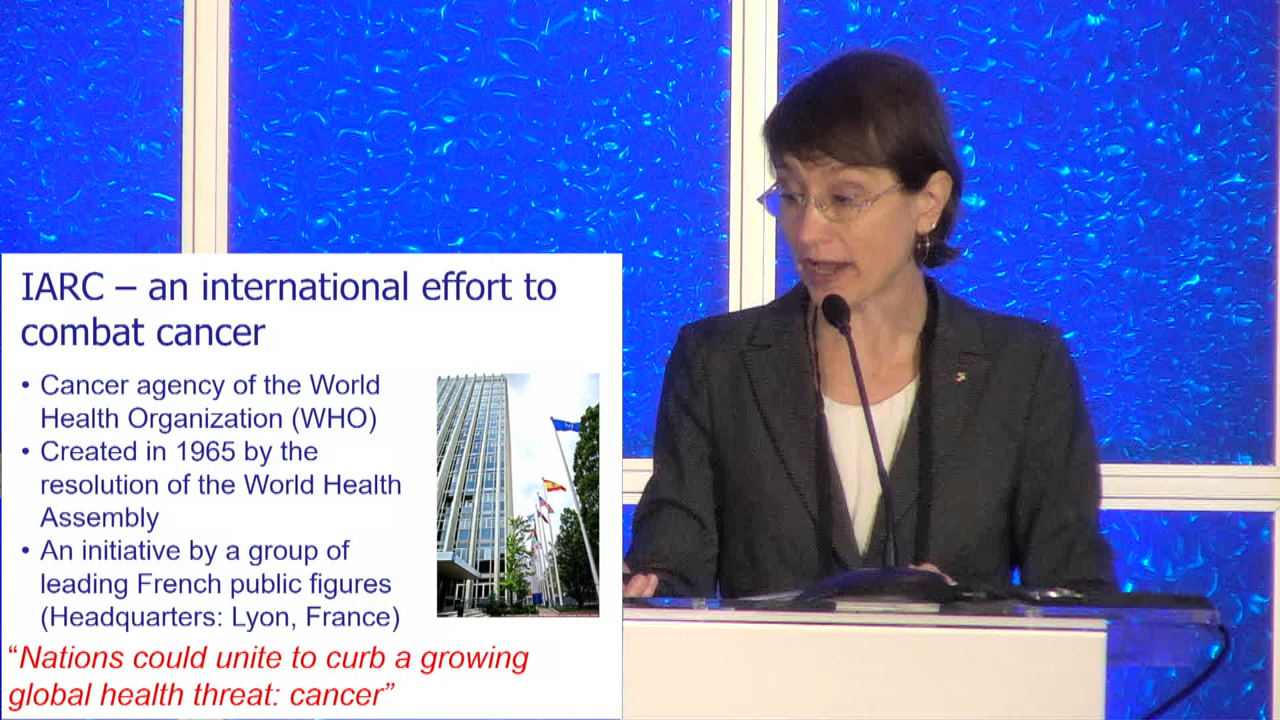 IARC – an international effort to
combat cancer
• Cancer agency of the World
Health Organization (WHO)
• Created in 1965 by the
resolution of the World Health
Assembly
• An initiative by a group of
leading French public figures
(Headquarters: Lyon, France)
“Nations could unite to curb a growing
global health threat: cancer”